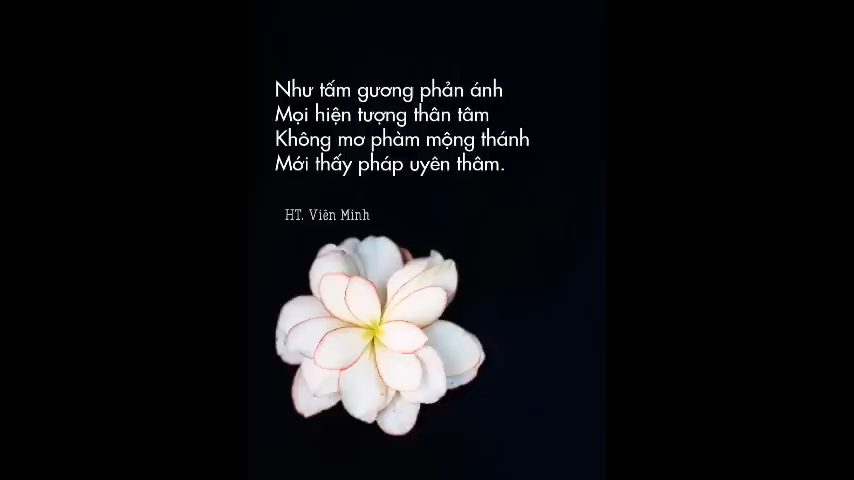 Như tấm gương phản ánh
Mọi hiện tượng thân tâm
Không mơ phàm mộng thánh
Mới thấy pháp uyên thâm.
HT. Viên Minh